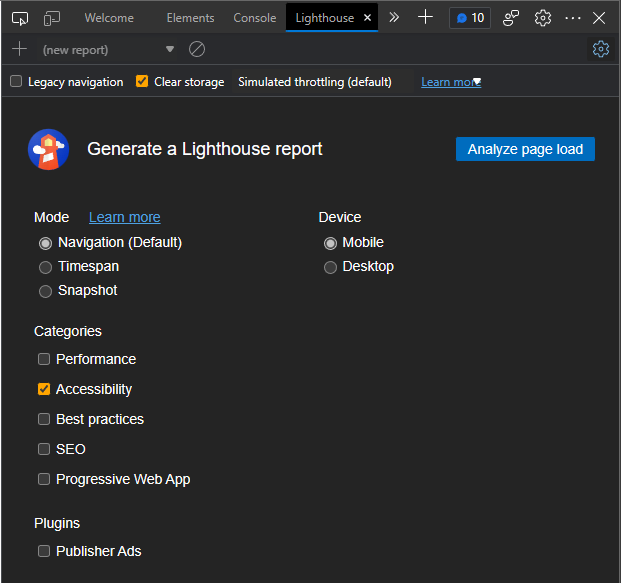 Welcome Elements Console Lighthouse 10
(new report)
Legacy navigation Clear storage Simulated throttling (default) Learn more
Generate a Lighthouse report Analyze page load
Mode Learn more Device
Navigation (Default) Mobile
Timespan Desktop
Snapshot
Categories
Performance
Accessibility
Best practices
SEO
Progressive Web App
Plugins
Publisher Ads